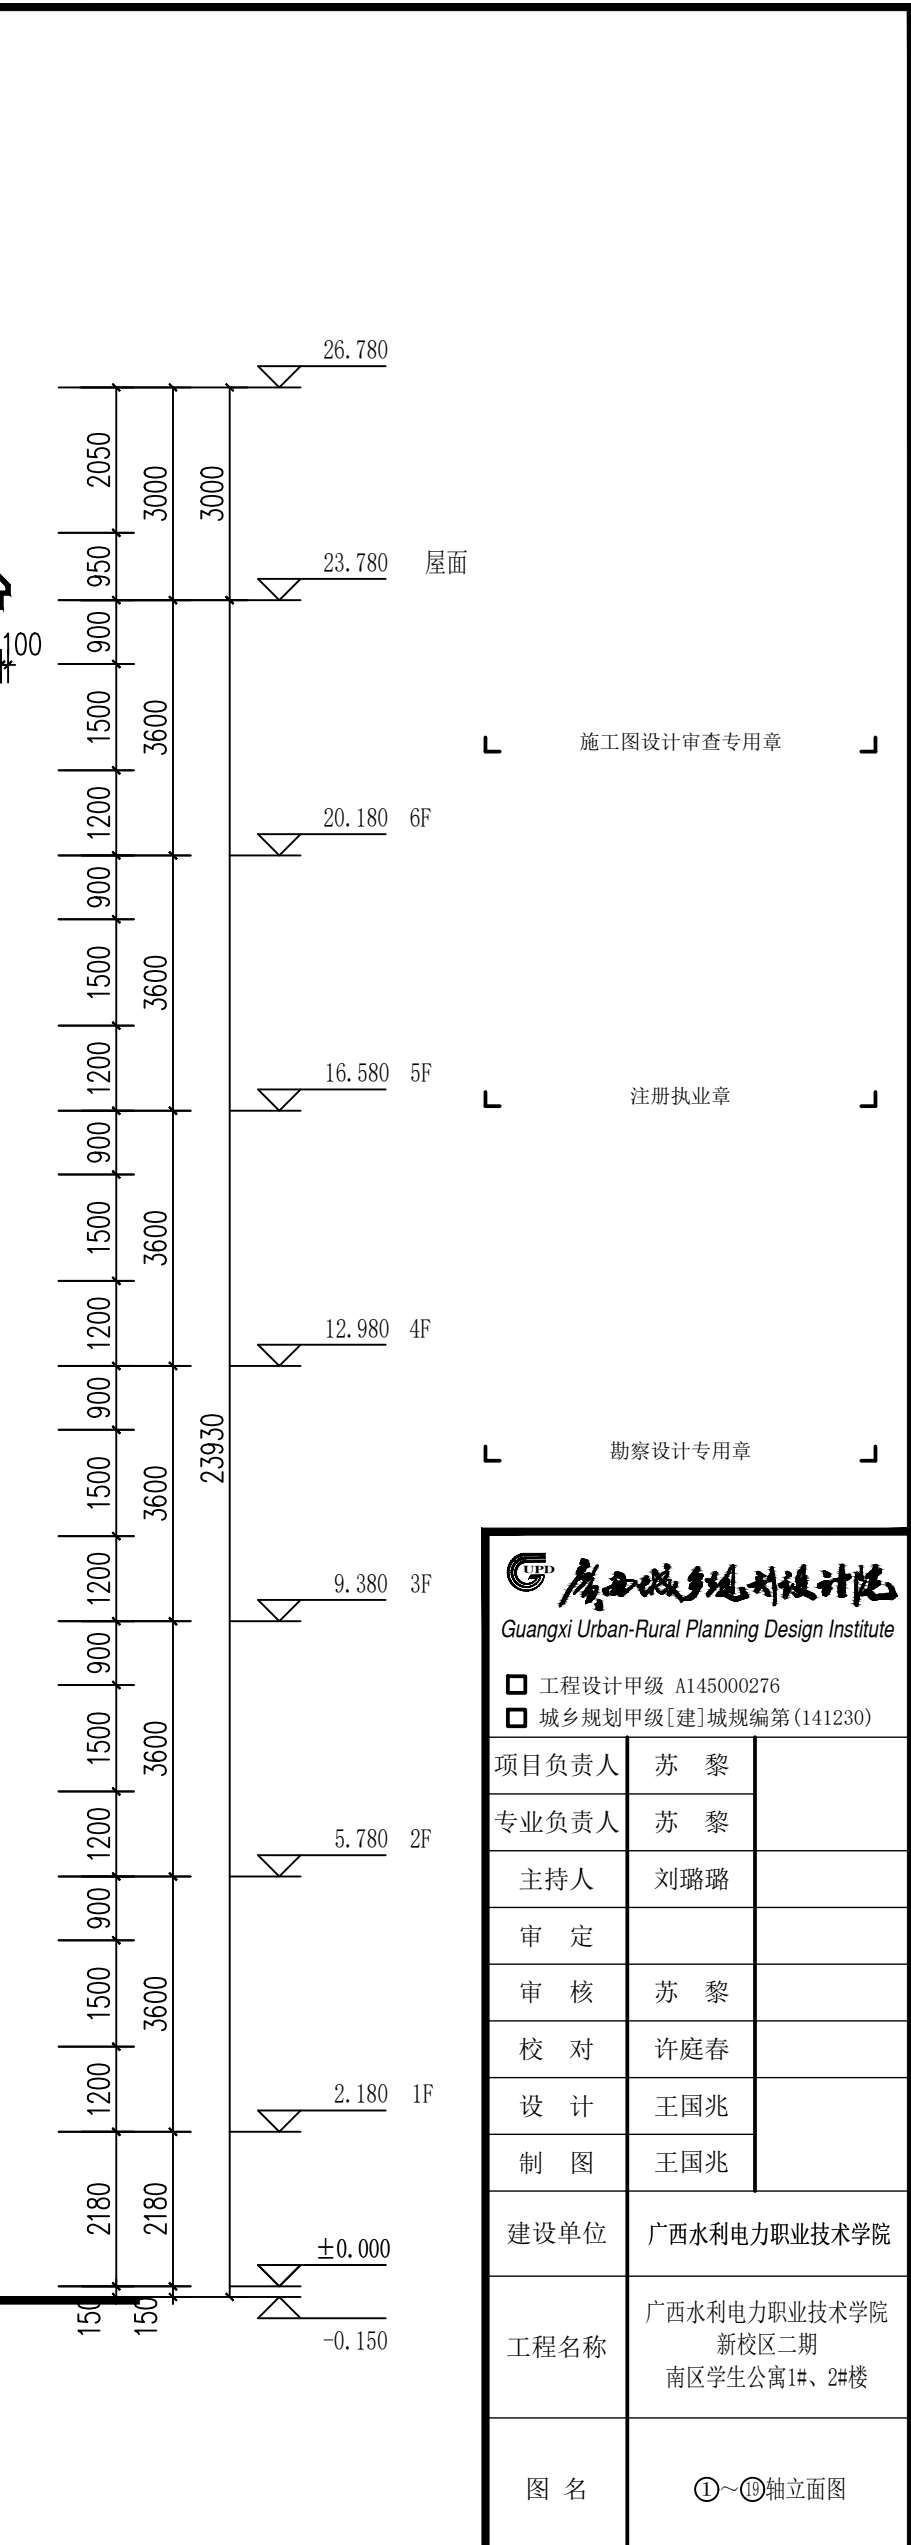 26.780
2050
3000
3000
950
23.780 屋面
900
100
1500
3600
施工图设计审查专用章
1200
20.180 6F
900
1500
3600
1200
16.580 5F
注册执业章
900
1500
3600
1200
12.980 4F
900
23930
1500
3600
勘察设计专用章
1200
9.380 3F
900
1500
3600
1200
5.780 2F
900
1500
3600
1200
2.180 1F
2180
2180
±0.000
150
150
-0.150
UPD
广西城乡规划设计院
Guangxi Urban-Rural Planning Design Institute
工程设计甲级 A145000276
城乡规划甲级[建]城规编第(141230)
项目负责人 苏 黎
专业负责人 苏 黎
主持人 刘璐璐
审 定
审 核 苏 黎
校 对 许庭春
设 计 王国兆
制 图 王国兆
建设单位 广西水利电力职业技术学院
工程名称 广西水利电力职业技术学院
新校区二期
南区学生公寓1#、2#楼
图 名 ①～⑲轴立面图